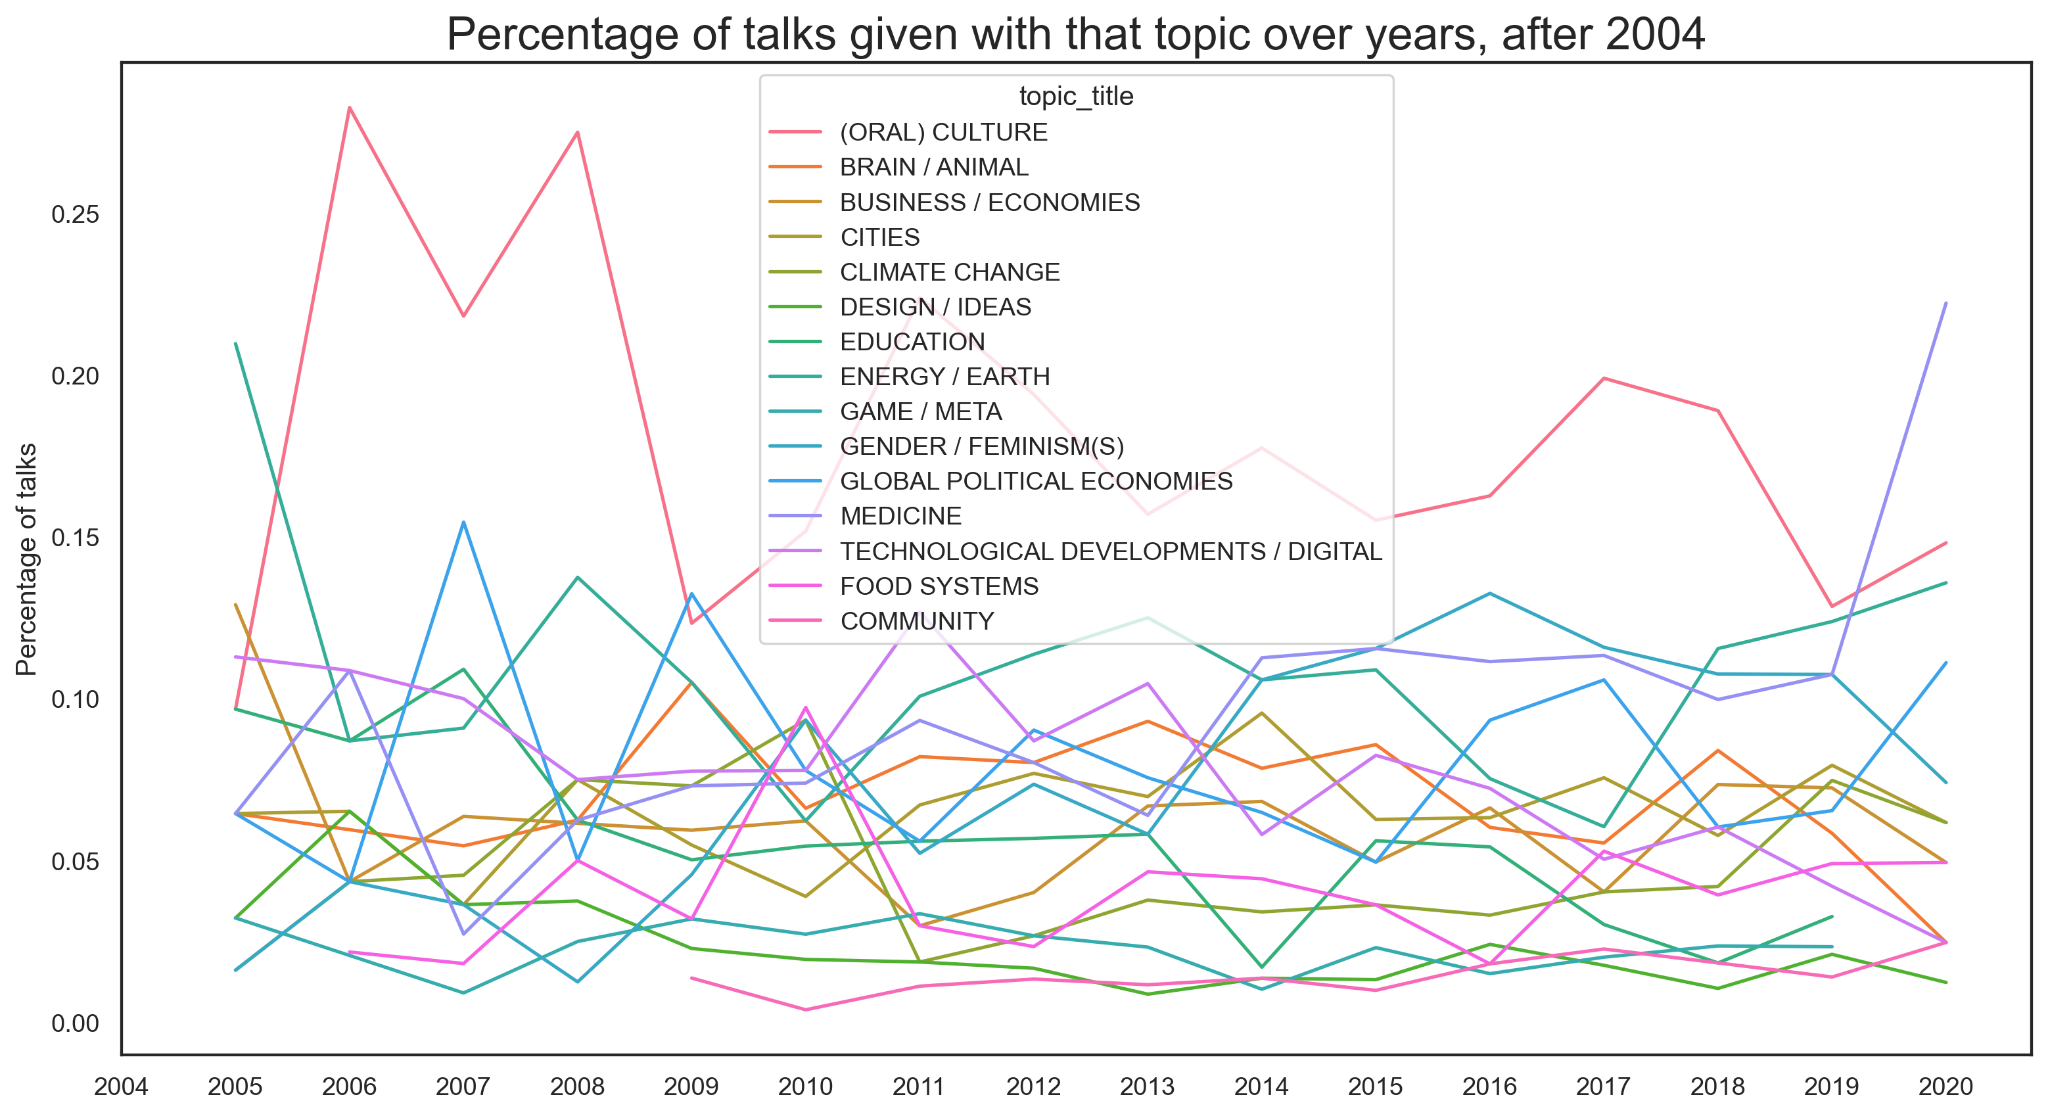 Percentage of talks given with that topic over years, after 2004
topic_title
(ORAL) CULTURE
BRAIN / ANIMAL
BUSINESS / ECONOMIES
CITIES
CLIMATE CHANGE
DESIGN / IDEAS
EDUCATION
ENERGY / EARTH
GAME / META
GENDER / FEMINISM(S)
GLOBAL POLITICAL ECONOMIES
MEDICINE
TECHNOLOGICAL DEVELOPMENTS / DIGITAL
FOOD SYSTEMS
COMMUNITY
Percentage of talks
0.25
0.20
0.15
0.10
0.05
0.00
2004 2005 2006 2007 2008 2009 2010 2011 2012 2013 2014 2015 2016 2017 2018 2019 2020